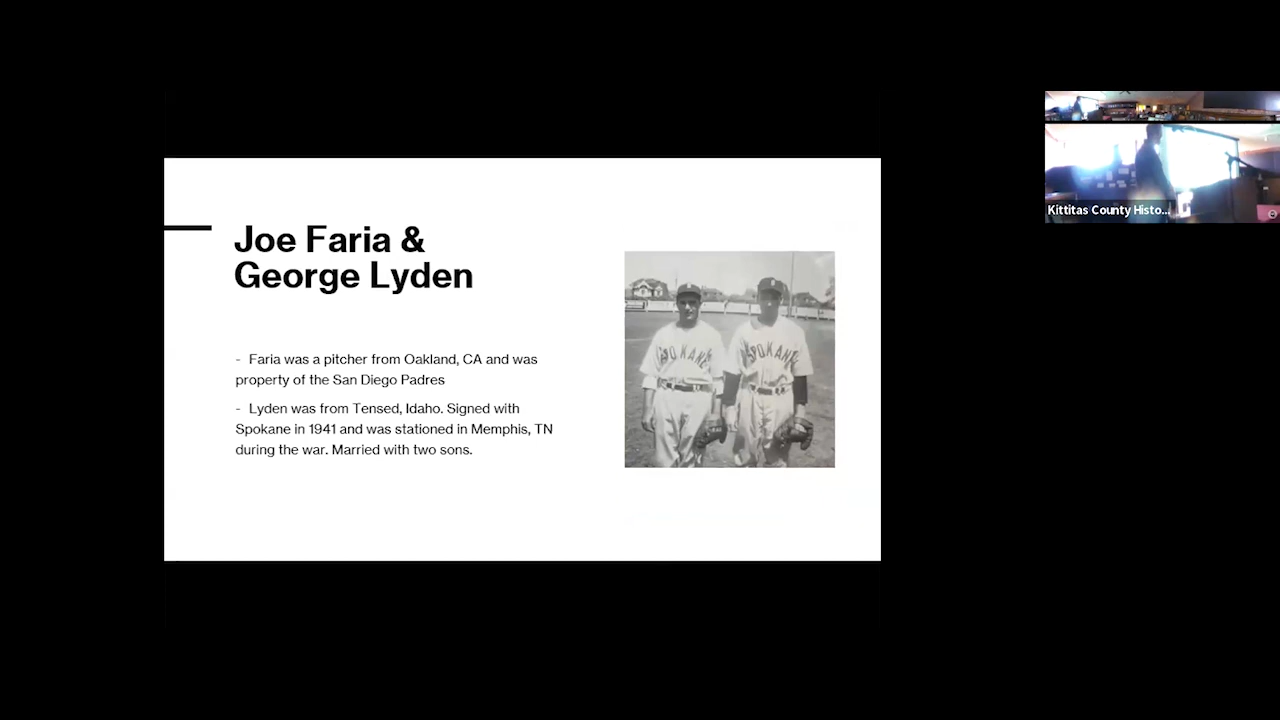 Joe Faria &
George Lyden
- Faria was a pitcher from Oakland, CA and was
property of the San Diego Padres
- Lyden was from Tensed, Idaho. Signed with
Spokane in 1941 and was stationed in Memphis, TN
during the war. Married with two sons.
SPOKANE
SPOKANE
Kittitas County Histo...